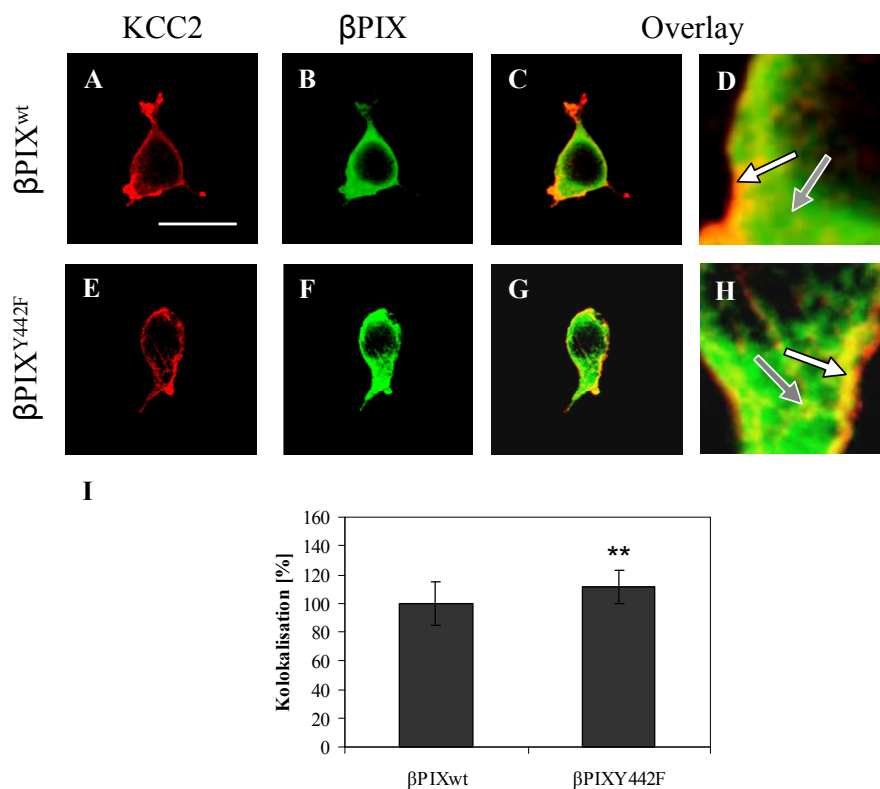 KCC2 βPIX Overlay
βPIXwt
A B C D
βPIXY442F
E F G H
I
Kolokalisation [%]
160
140
120
100
80
60
40
20
0
**
βPIXwt βPIXY442F